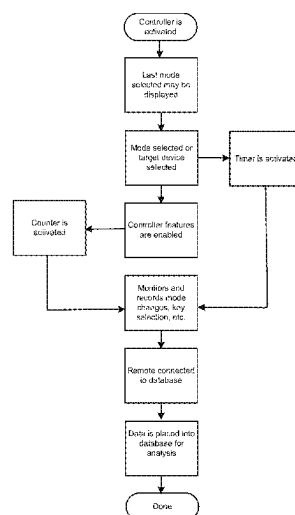 Controller is
activated
Last mode
selected may be
displayed
Mode selected or
target device
selected
Timer is activated
Counter is
activated
Controller features
are enabled
Monitors and
records mode
changes, key
selection, etc.
Remote connected
to database
Data is placed into
database for
analysis
Done